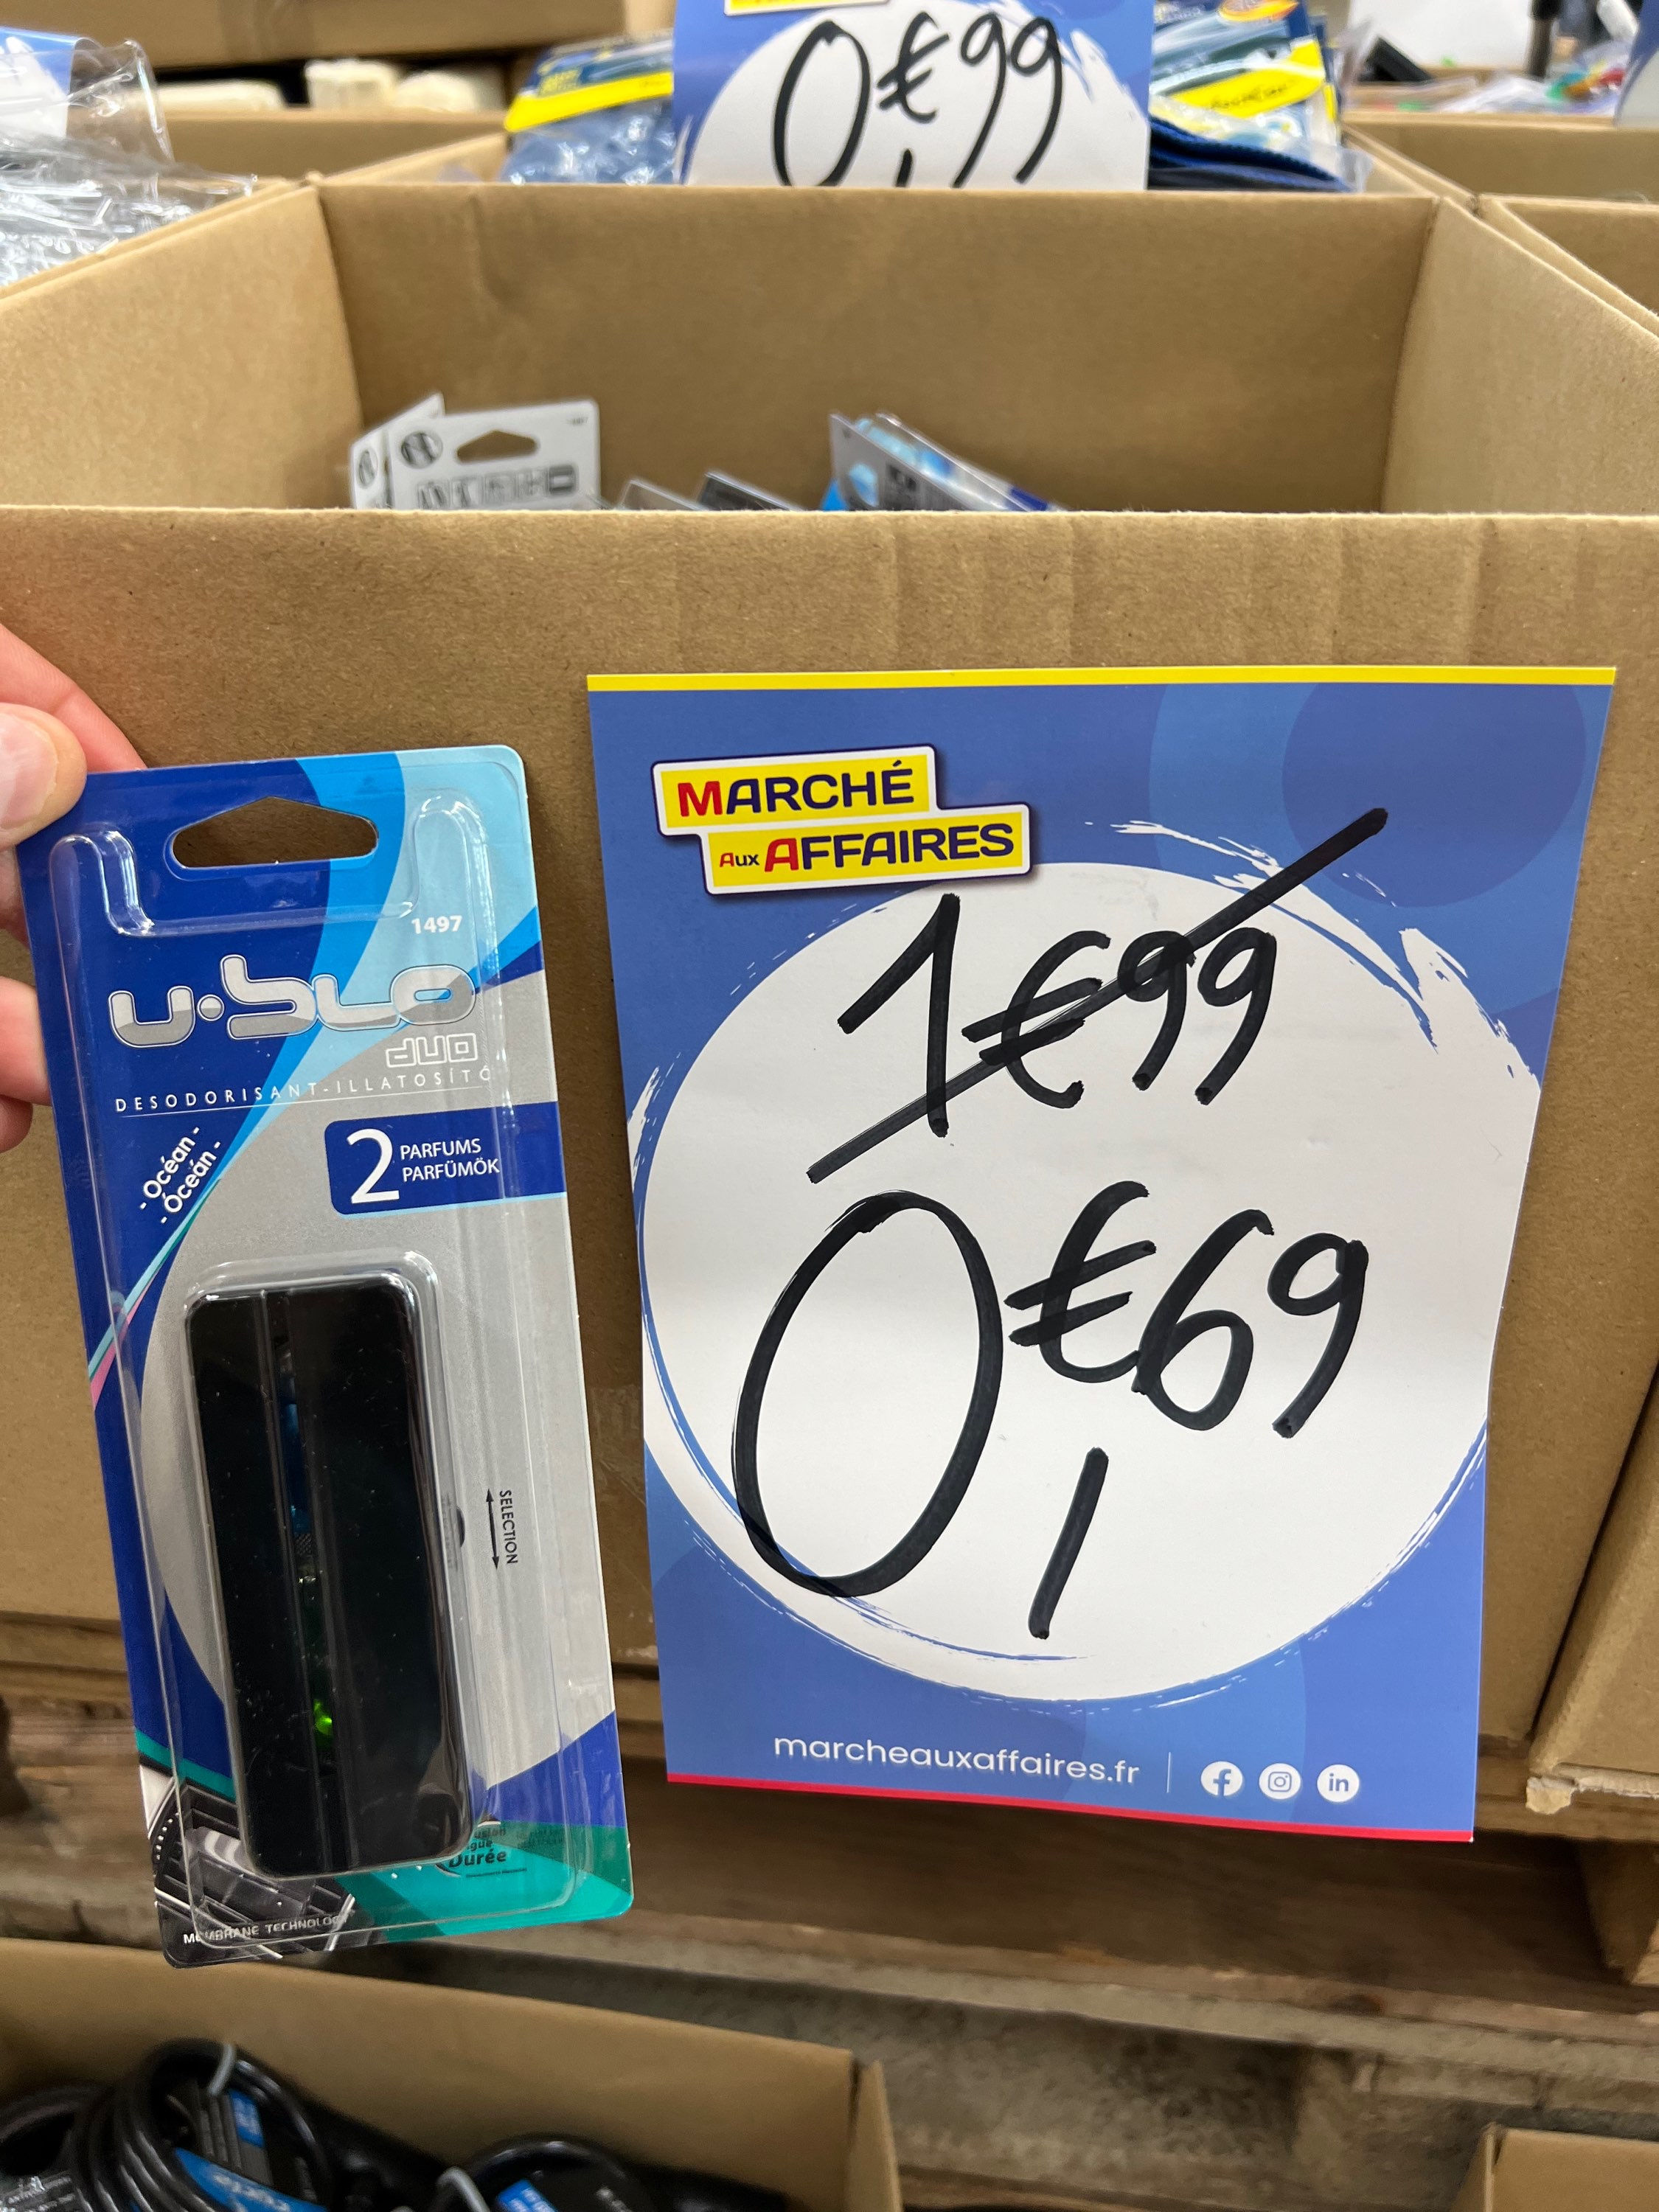 0€,99
MARCHÉ
Aux AFFAIRES
1€99
0€,69
marcheauxaffaires.fr
1497
u·blo
duo
DESODORISANT-ILLATOSÍTÓ
- Océan -
- Óceán -
2 PARFUMS
PARFÜMÖK
SELECTION
Durée
MEMBRANE TECHNOLOGY